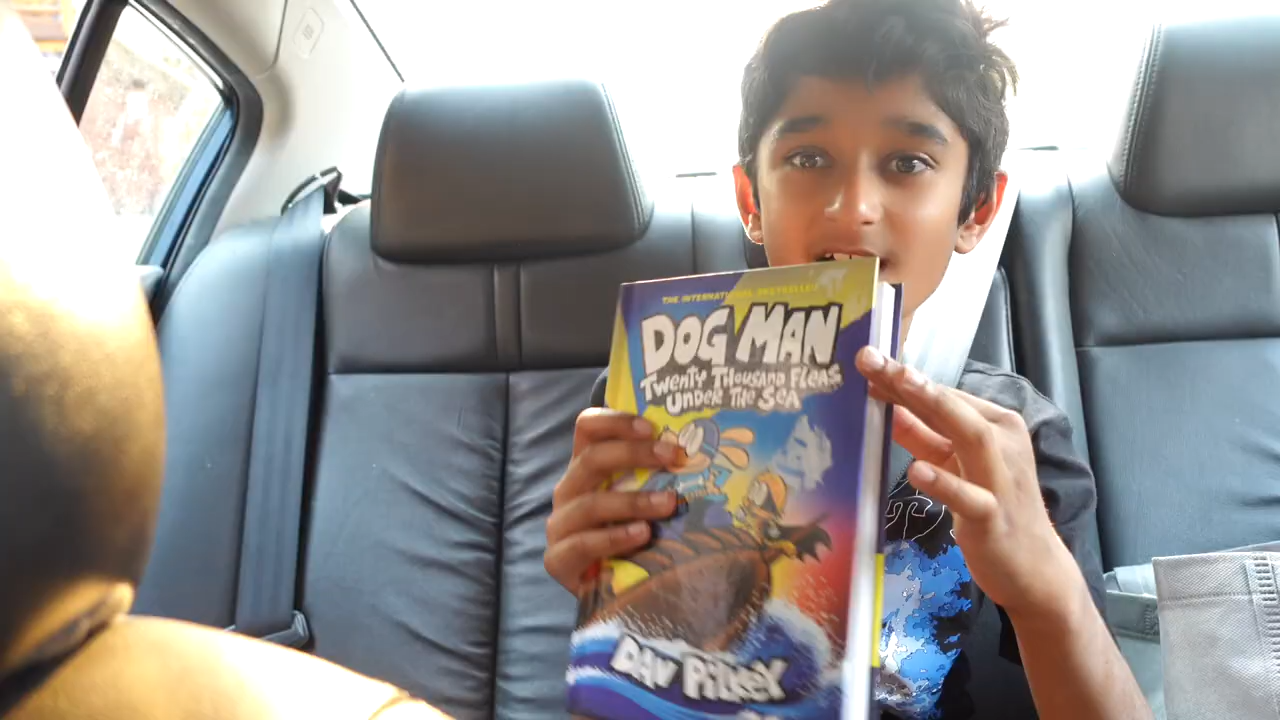 THE INTERNATIONAL BESTSELLER
DOG MAN
TWENTY THOUSAND FLEAS
UNDER THE SEA
DAV PILKEY